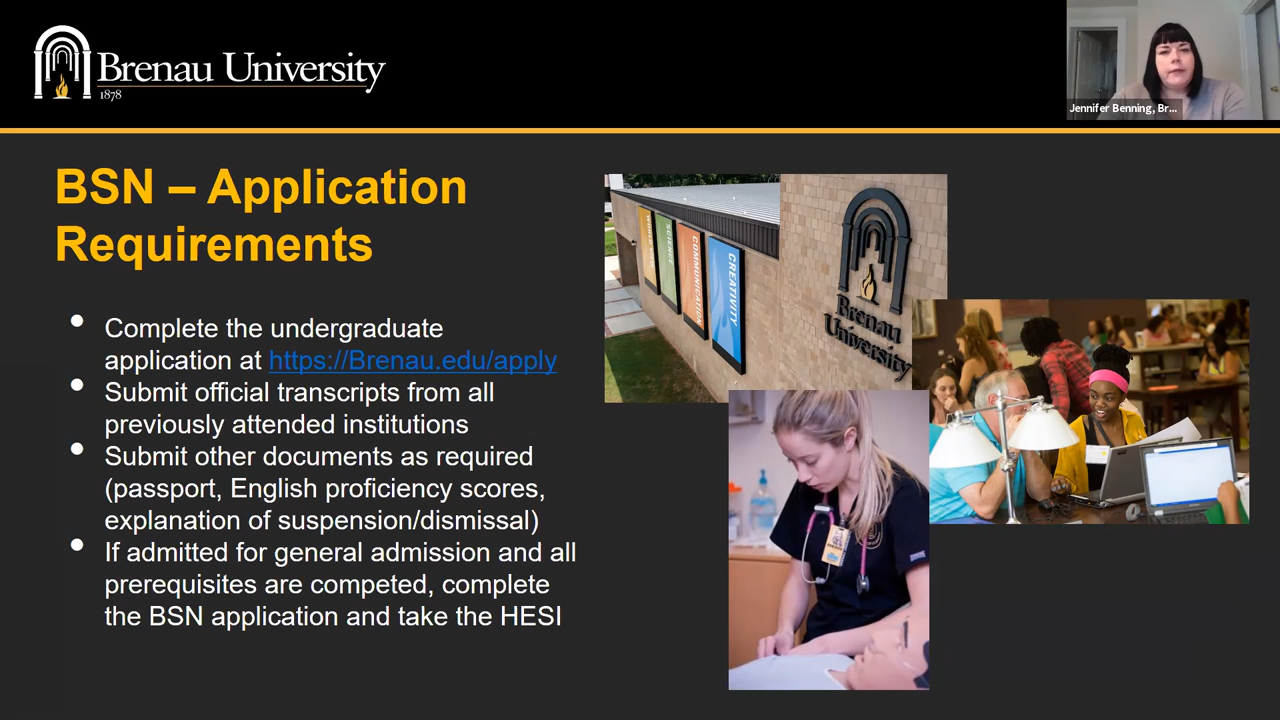 Brenau University
1878
Jennifer Benning, Br...
BSN – Application
Requirements
• Complete the undergraduate
application at https://Brenau.edu/apply
• Submit official transcripts from all
previously attended institutions
• Submit other documents as required
(passport, English proficiency scores,
explanation of suspension/dismissal)
• If admitted for general admission and all
prerequisites are competed, complete
the BSN application and take the HESI
SCIENCE
COMMUNICATION
CREATIVITY
Brenau
University